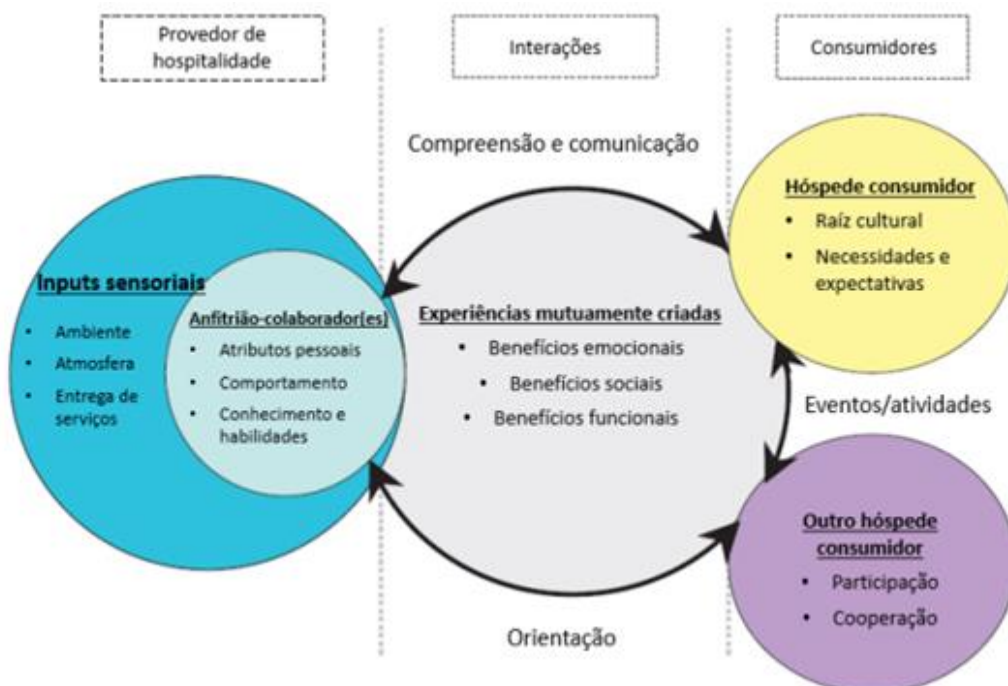 Provedor de
hospitalidade
Interações
Consumidores
Compreensão e comunicação
Inputs sensoriais
• Ambiente
• Atmosfera
• Entrega de
serviços
Anfitrião-colaborador(es)
• Atributos pessoais
• Comportamento
• Conhecimento e
habilidades
Experiências mutuamente criadas
• Benefícios emocionais
• Benefícios sociais
• Benefícios funcionais
Hóspede consumidor
• Raíz cultural
• Necessidades e
expectativas
Eventos/atividades
Outro hóspede
consumidor
• Participação
• Cooperação
Orientação